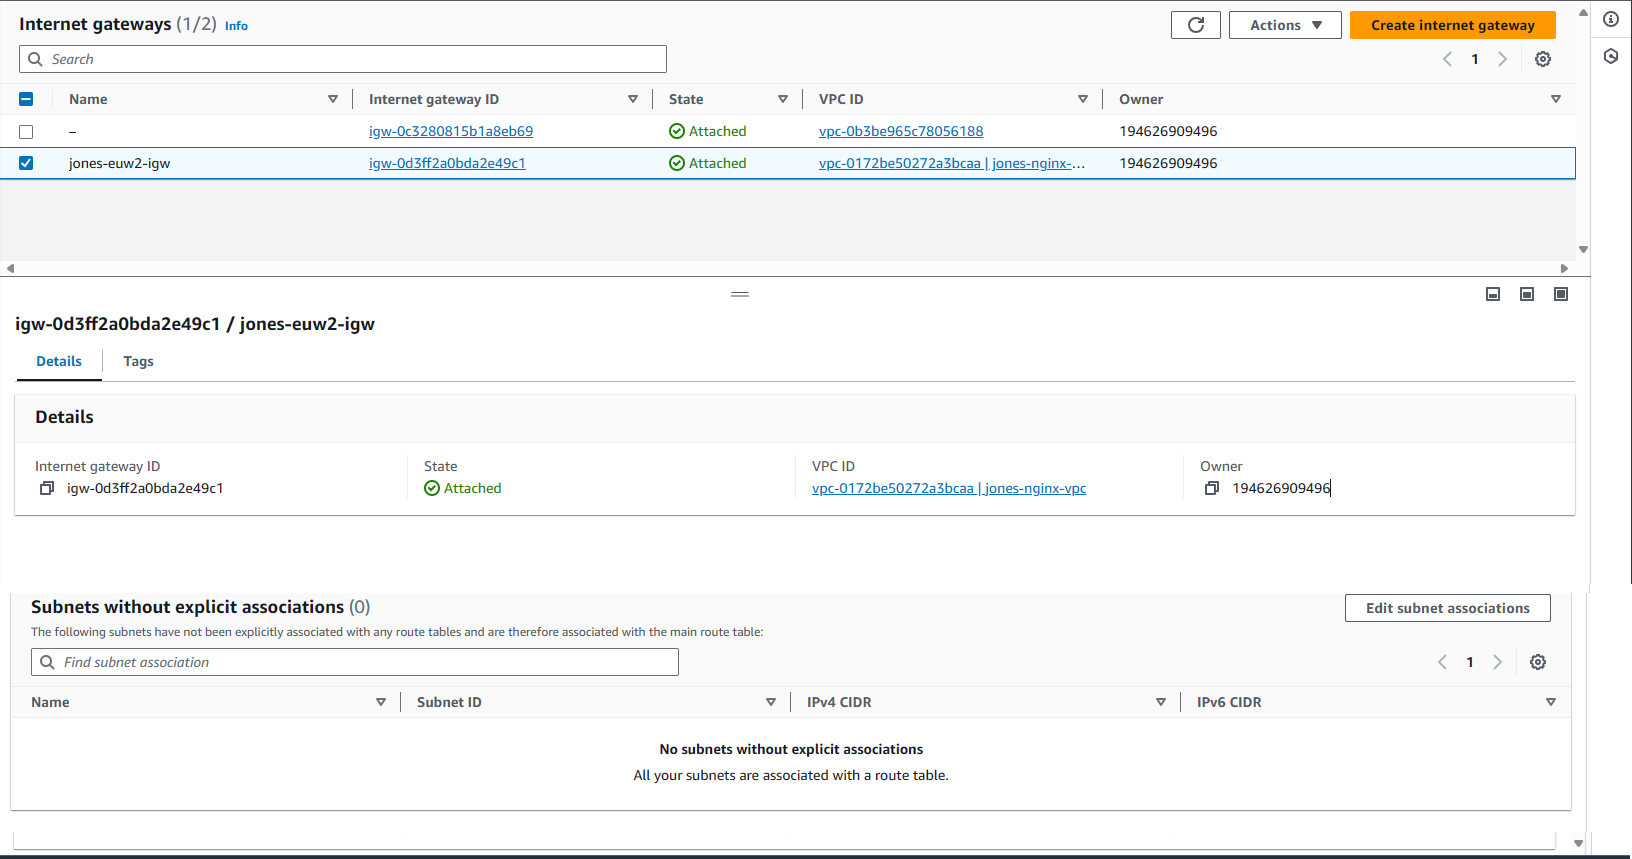 Internet gateways (1/2) Info
Actions
Create internet gateway
Search
1
Name Internet gateway ID State VPC ID Owner
– igw-0c3280815b1a8eb69 Attached vpc-0b3be965c78056188 194626909496
jones-euw2-igw igw-0d3ff2a0bda2e49c1 Attached vpc-0172be50272a3bcaa | jones-nginx-... 194626909496
igw-0d3ff2a0bda2e49c1 / jones-euw2-igw
Details Tags
Details
Internet gateway ID State VPC ID Owner
igw-0d3ff2a0bda2e49c1 Attached vpc-0172be50272a3bcaa | jones-nginx-vpc 194626909496
Subnets without explicit associations (0)
Edit subnet associations
The following subnets have not been explicitly associated with any route tables and are therefore associated with the main route table:
Find subnet association
1
Name Subnet ID IPv4 CIDR IPv6 CIDR
No subnets without explicit associations
All your subnets are associated with a route table.